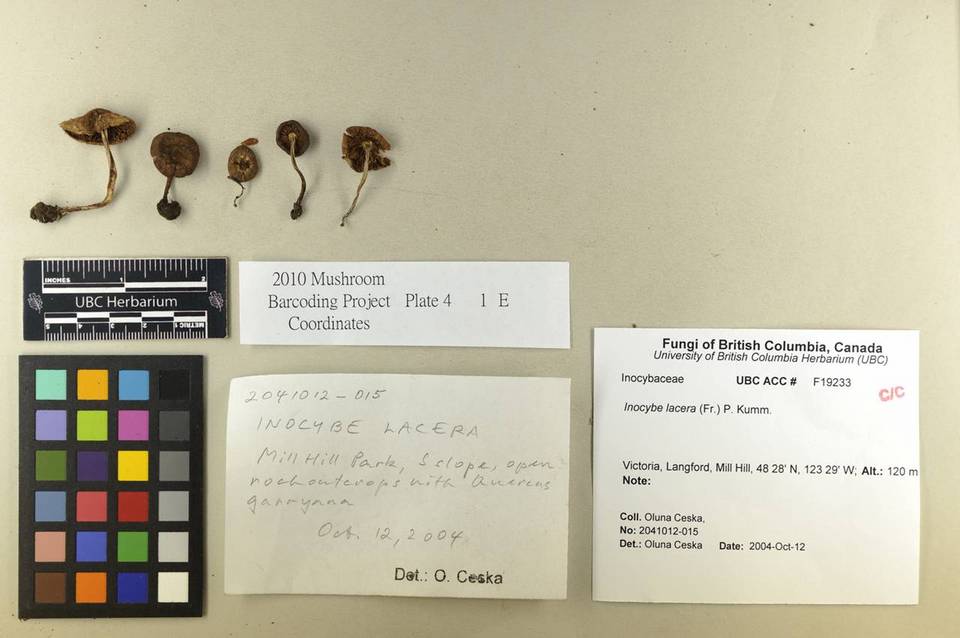 INCHES 1 2
UBC Herbarium
5 4 3 2 1 METRIC
2010 Mushroom
Barcoding Project Plate 4 1 E
Coordinates
2041012-015
INOCYBE LACERA
Mill Hill Park, S slope, open
rock outcrops with Quercus
garryana
Oct. 12, 2004
Det.: O. Ceska
Fungi of British Columbia, Canada
University of British Columbia Herbarium (UBC)
Inocybaceae UBC ACC # F19233
C/C
Inocybe lacera (Fr.) P. Kumm.
Victoria, Langford, Mill Hill, 48 28' N, 123 29' W; Alt.: 120 m
Note:
Coll. Oluna Ceska,
No: 2041012-015
Det.: Oluna Ceska Date: 2004-Oct-12